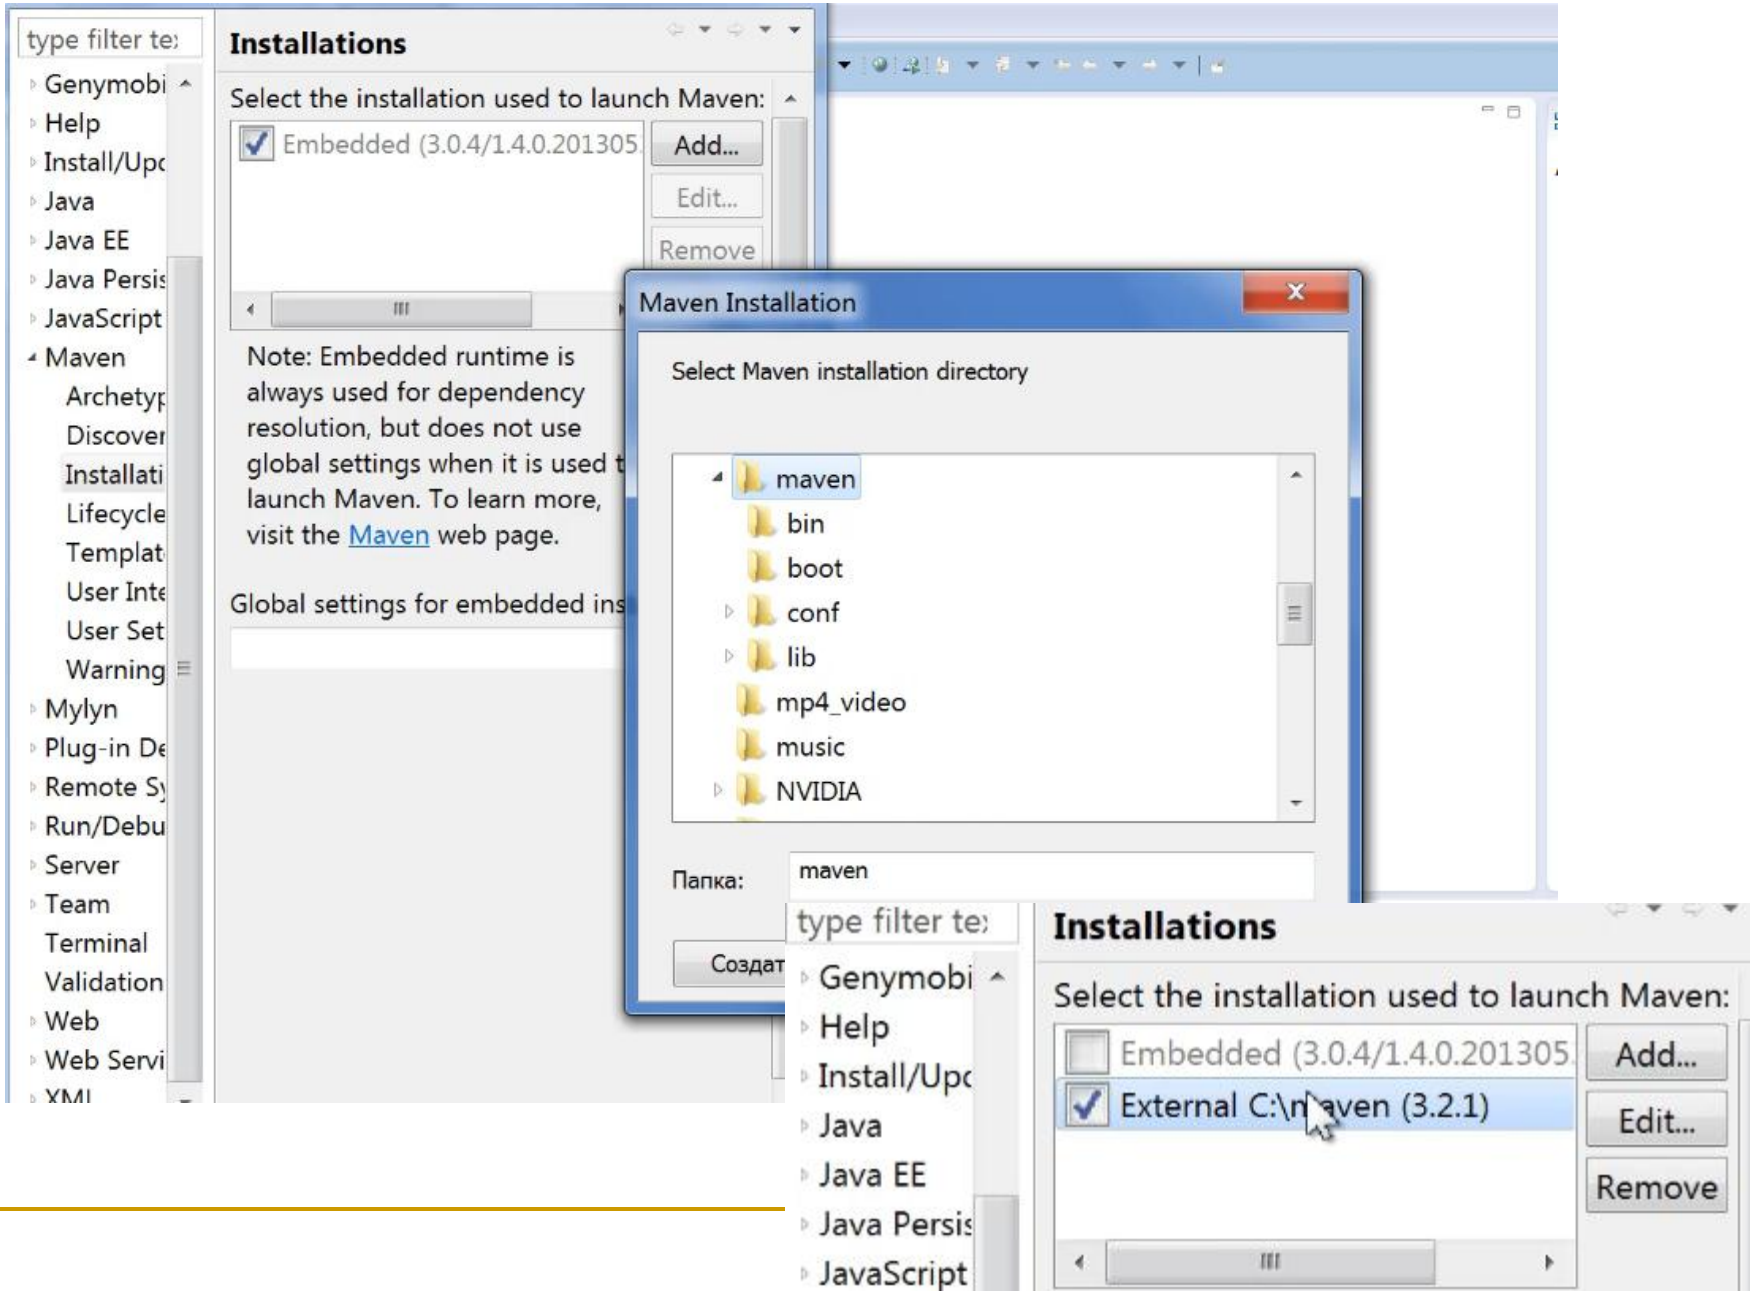 type filter te
Genymobi
Help
Install/Upd
Java
Java EE
Java Persis
JavaScript
Maven
Archetyp
Discover
Installati
Lifecycle
Templat
User Inte
User Set
Warning
Mylyn
Plug-in De
Remote Sy
Run/Debu
Server
Team
Terminal
Validation
Web
Web Servi
XML
Installations
Select the installation used to launch Maven:
Embedded (3.0.4/1.4.0.201305
Add...
Edit...
Remove
Note: Embedded runtime is
always used for dependency
resolution, but does not use
global settings when it is used t
launch Maven. To learn more,
visit the Maven web page.
Global settings for embedded ins
Maven Installation
Select Maven installation directory
maven
bin
boot
conf
lib
mp4_video
music
NVIDIA
Папка:
maven
Создат
type filter te
Genymobi
Help
Install/Upd
Java
Java EE
Java Persis
JavaScript
Installations
Select the installation used to launch Maven:
Embedded (3.0.4/1.4.0.201305.
External C:\maven (3.2.1)
Add...
Edit...
Remove